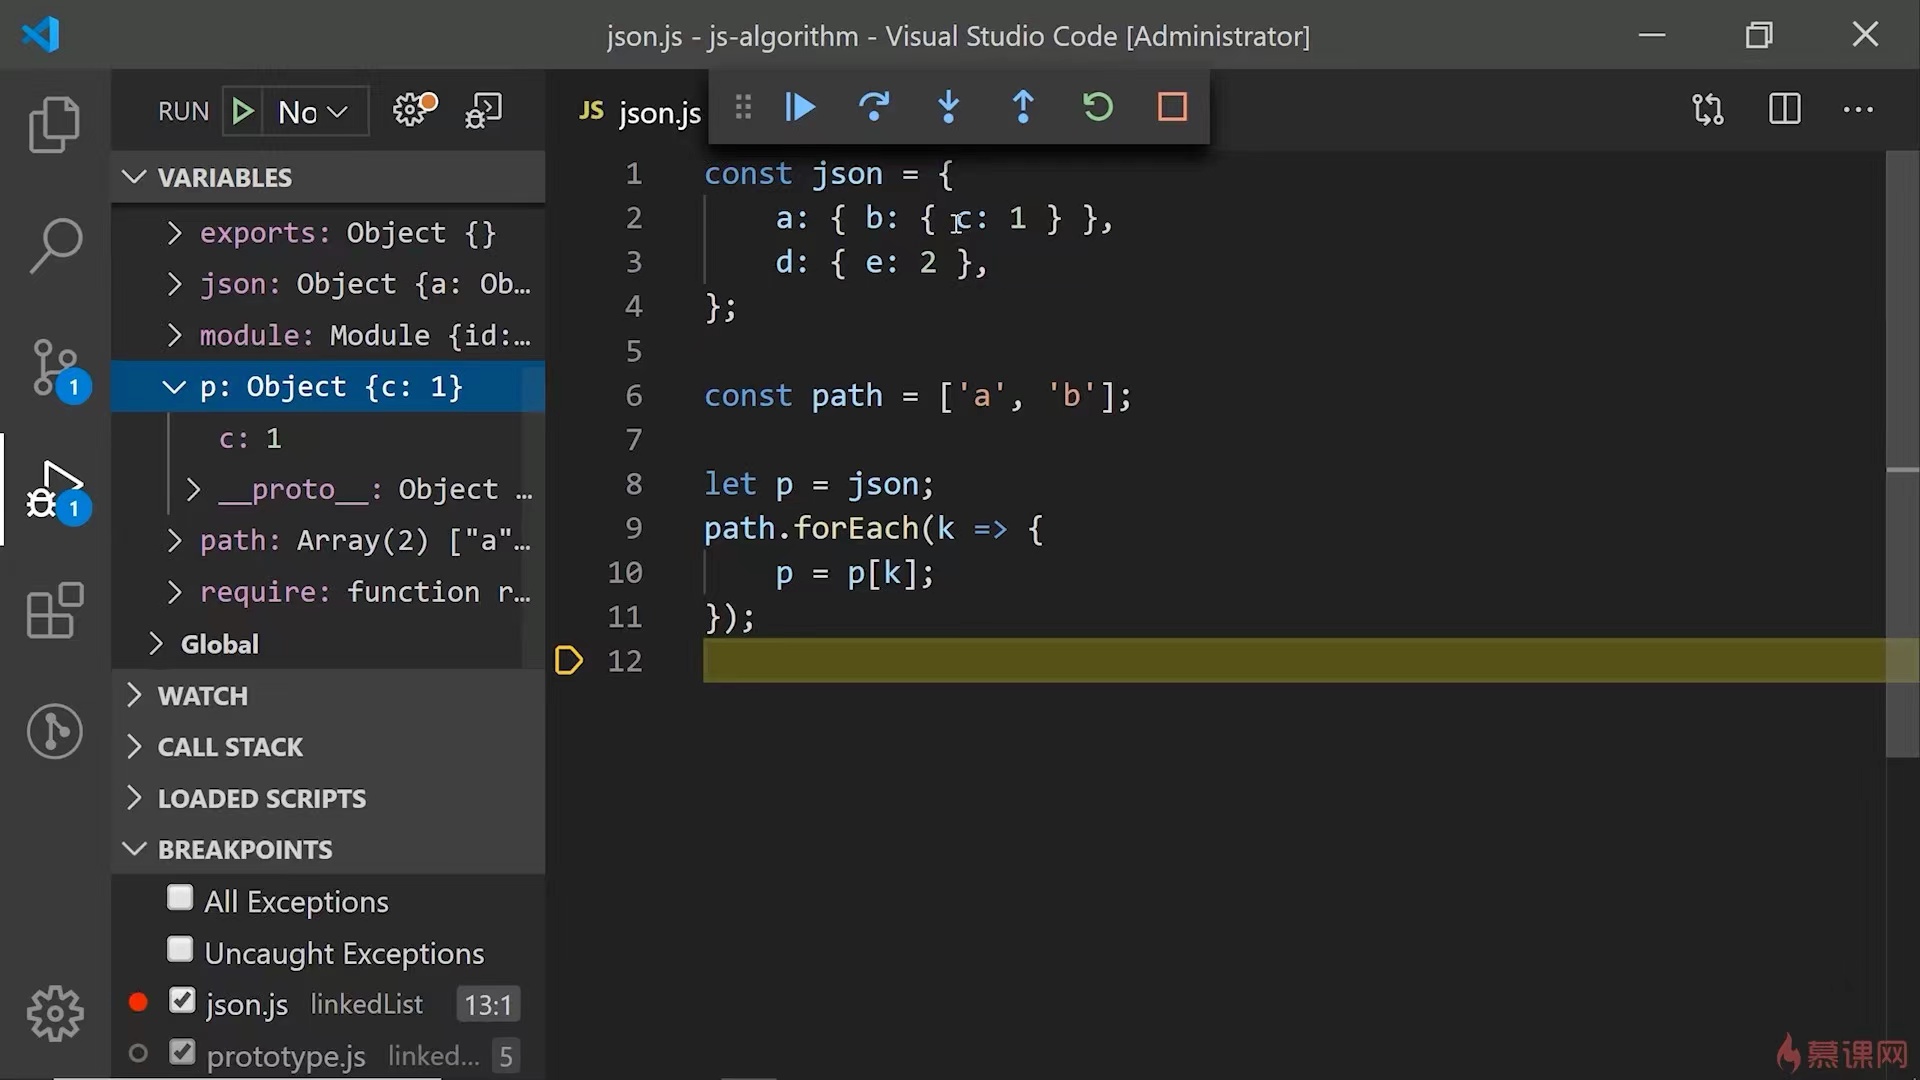 json.js - js-algorithm - Visual Studio Code [Administrator]
RUN No
JS json.js
VARIABLES
exports: Object {}
json: Object {a: Ob…
module: Module {id:…
p: Object {c: 1}
c: 1
__proto__: Object …
path: Array(2) ["a"…
require: function r…
Global
WATCH
CALL STACK
LOADED SCRIPTS
BREAKPOINTS
All Exceptions
Uncaught Exceptions
json.js linkedList 13:1
prototype.js linked… 5
1
1
1 const json = {
2 a: { b: { c: 1 } },
3 d: { e: 2 },
4 };
5
6 const path = ['a', 'b'];
7
8 let p = json;
9 path.forEach(k => {
10 p = p[k];
11 });
12
慕课网